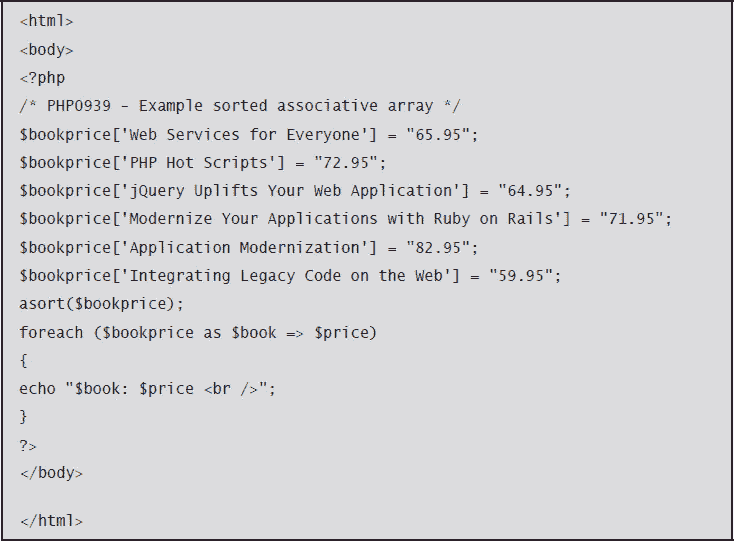 <html>
<body>
<?php
/* PHP0939 – Example sorted associative array */
$bookprice['Web Services for Everyone'] = "65.95";
$bookprice['PHP Hot Scripts'] = "72.95";
$bookprice['jQuery Uplifts Your Web Application'] = "64.95";
$bookprice['Modernize Your Applications with Ruby on Rails'] = "71.95";
$bookprice['Application Modernization'] = "82.95";
$bookprice['Integrating Legacy Code on the Web'] = "59.95";
asort($bookprice);
foreach ($bookprice as $book => $price)
{
echo "$book: $price <br />";
}
?>
</body>
</html>